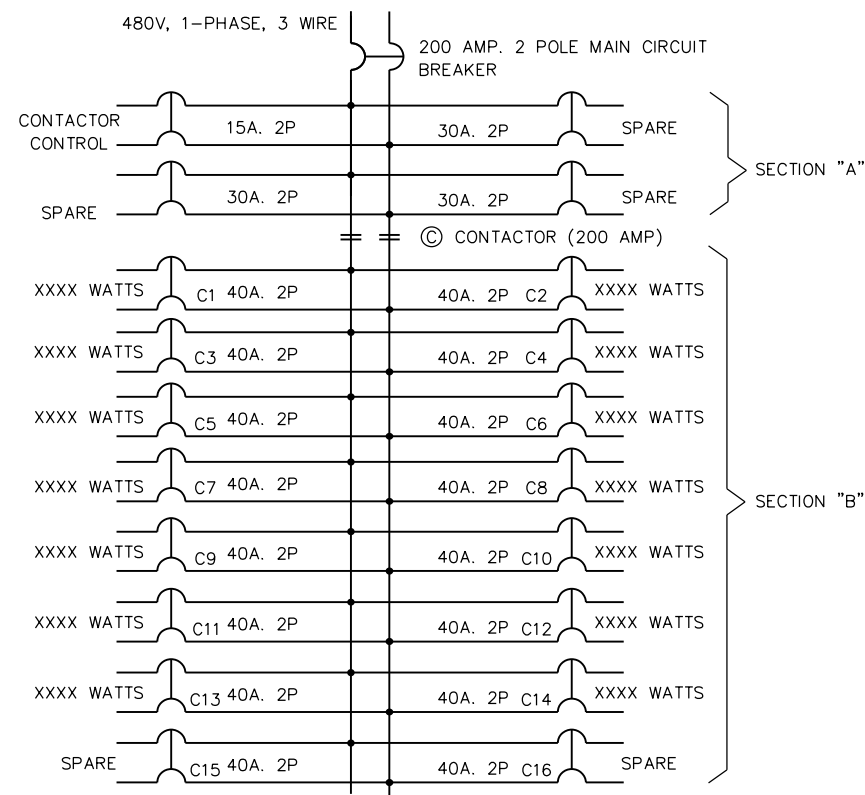 480V, 1-PHASE, 3 WIRE
200 AMP. 2 POLE MAIN CIRCUIT
BREAKER
CONTACTOR
CONTROL
15A. 2P
30A. 2P
SPARE
SPARE
30A. 2P
30A. 2P
SPARE
SECTION "A"
C CONTACTOR (200 AMP)
XXXX WATTS C1 40A. 2P 40A. 2P C2 XXXX WATTS
XXXX WATTS C3 40A. 2P 40A. 2P C4 XXXX WATTS
XXXX WATTS C5 40A. 2P 40A. 2P C6 XXXX WATTS
XXXX WATTS C7 40A. 2P 40A. 2P C8 XXXX WATTS
SECTION "B"
XXXX WATTS C9 40A. 2P 40A. 2P C10 XXXX WATTS
XXXX WATTS C11 40A. 2P 40A. 2P C12 XXXX WATTS
XXXX WATTS C13 40A. 2P 40A. 2P C14 XXXX WATTS
SPARE C15 40A. 2P 40A. 2P C16 SPARE